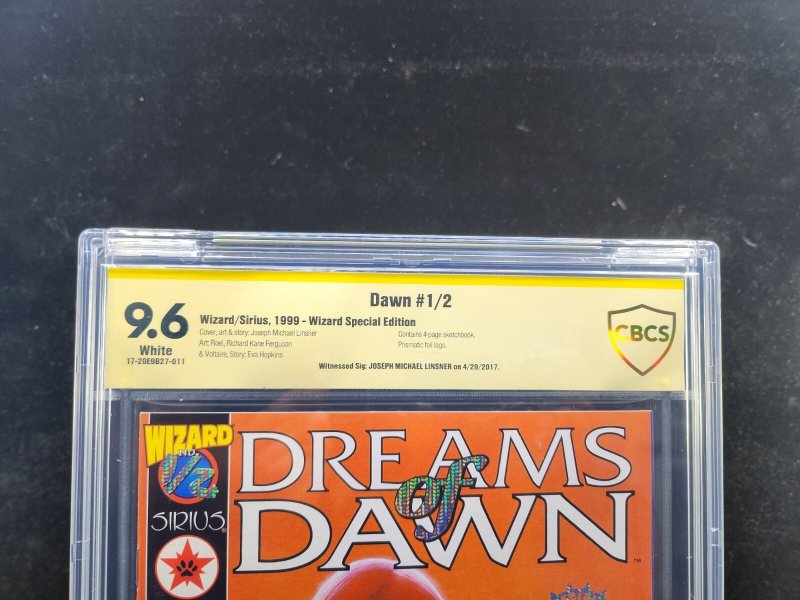 Dawn #1/2
9.6
White
17-20E9B27-011
Wizard/Sirius, 1999 - Wizard Special Edition
Cover, art & story: Joseph Michael Linsner
Art: Roel, Richard Kane Ferguson
& Voltaire, Story: Eva Hopkins
Contains 4-page sketchbook.
Prismatic foil logo.
Witnessed Sig: JOSEPH MICHAEL LINSNER on 4/29/2017.
CBCS
WIZARD
NO.
1/2
SIRIUS
DREAMS
of
DAWN™